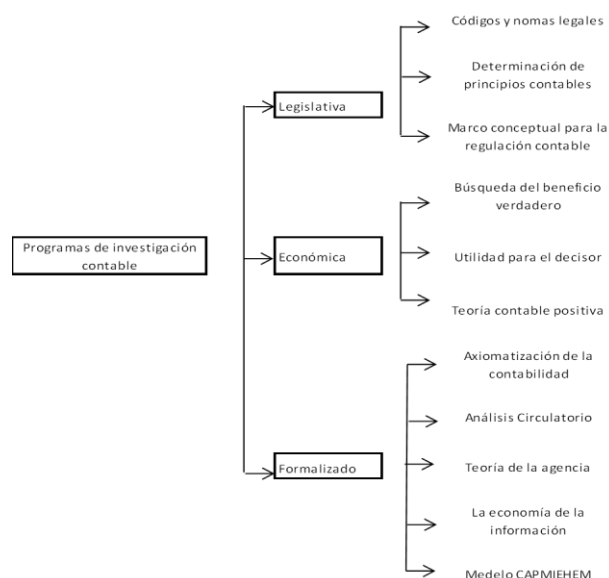 Programas de investigación
contable
Legislativa
Códigos y nomas legales
Determinación de
principios contables
Marco conceptual para la
regulación contable
Económica
Búsqueda del beneficio
verdadero
Utilidad para el decisor
Teoría contable positiva
Formalizado
Axiomatización de la
contabilidad
Análisis Circulatorio
Teoría de la agencia
La economía de la
información
Medelo CAPMIEHEM